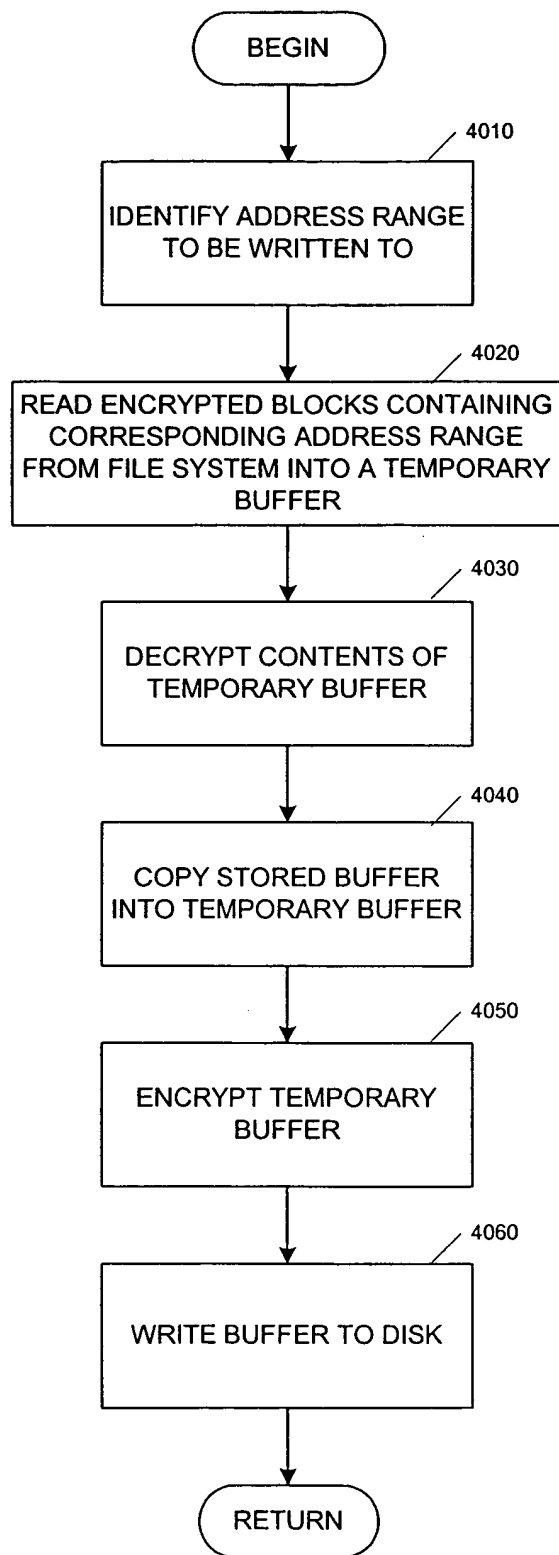 BEGIN
4010
IDENTIFY ADDRESS RANGE
TO BE WRITTEN TO
4020
READ ENCRYPTED BLOCKS CONTAINING
CORRESPONDING ADDRESS RANGE
FROM FILE SYSTEM INTO A TEMPORARY
BUFFER
4030
DECRYPT CONTENTS OF
TEMPORARY BUFFER
4040
COPY STORED BUFFER
INTO TEMPORARY BUFFER
4050
ENCRYPT TEMPORARY
BUFFER
4060
WRITE BUFFER TO DISK
RETURN